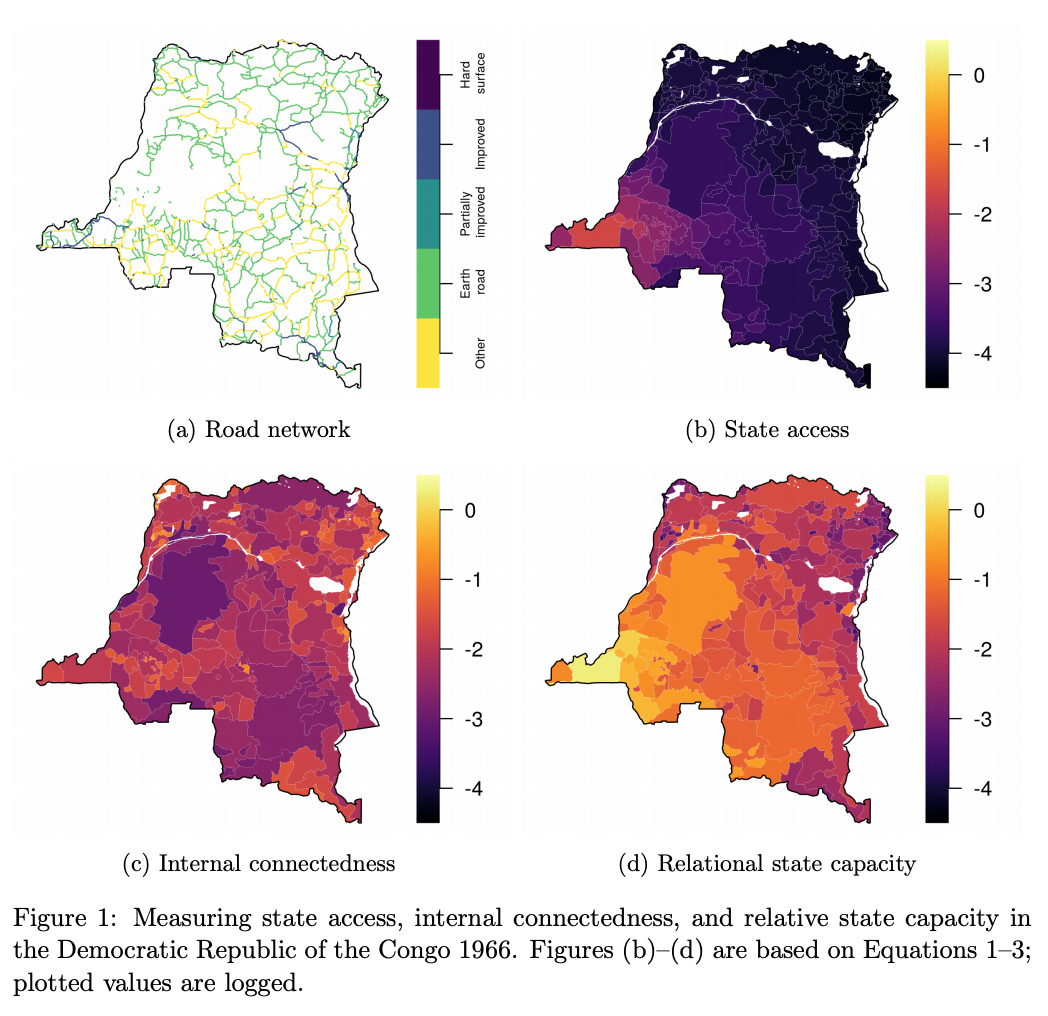 Hard
surface
Improved
Partially
improved
Earth
road
Other
(a) Road network
0
-1
-2
-3
-4
(b) State access
0
-1
-2
-3
-4
(c) Internal connectedness
0
-1
-2
-3
-4
(d) Relational state capacity
Figure 1: Measuring state access, internal connectedness, and relative state capacity in
the Democratic Republic of the Congo 1966. Figures (b)–(d) are based on Equations 1–3;
plotted values are logged.